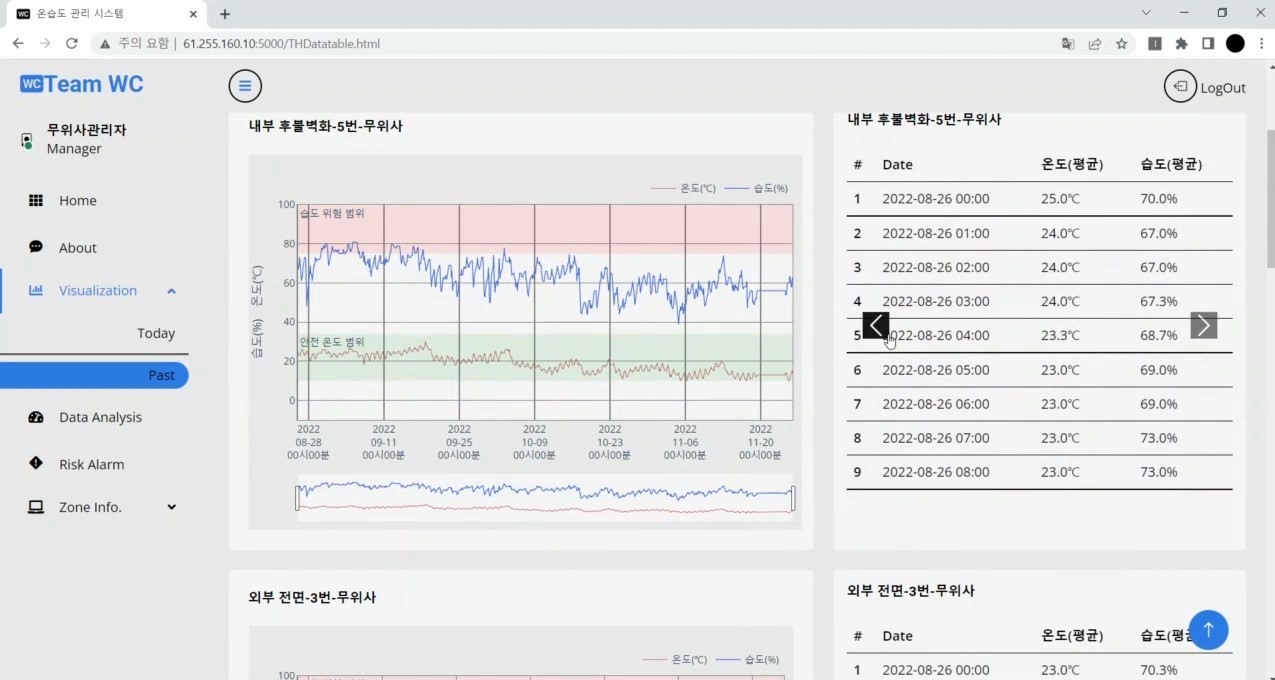 WC 온습도 관리 시스템
주의 요함 | 61.255.160.10:5000/THDatatable.html
WC Team WC
무위사관리자
Manager
Home
About
Visualization
Today
Past
Data Analysis
Risk Alarm
Zone Info.
LogOut
내부 후불벽화-5번-무위사
온도(℃) 습도(%)
습도 위험 범위
안전 온도 범위
습도(%) 온도(℃)
100
80
60
40
20
0
2022 2022 2022 2022 2022 2022 2022
08-28 09-11 09-25 10-09 10-23 11-06 11-20
00시00분 00시00분 00시00분 00시00분 00시00분 00시00분 00시00분
내부 후불벽화-5번-무위사
# Date 온도(평균) 습도(평균)
1 2022-08-26 00:00 25.0℃ 70.0%
2 2022-08-26 01:00 24.0℃ 67.0%
3 2022-08-26 02:00 24.0℃ 67.0%
4 2022-08-26 03:00 24.0℃ 67.3%
5 2022-08-26 04:00 23.3℃ 68.7%
6 2022-08-26 05:00 23.0℃ 69.0%
7 2022-08-26 06:00 23.0℃ 69.0%
8 2022-08-26 07:00 23.0℃ 73.0%
9 2022-08-26 08:00 23.0℃ 73.0%
외부 전면-3번-무위사
온도(℃) 습도(%)
100
외부 전면-3번-무위사
# Date 온도(평균)
1 2022-08-26 00:00 23.0℃ 70.3%